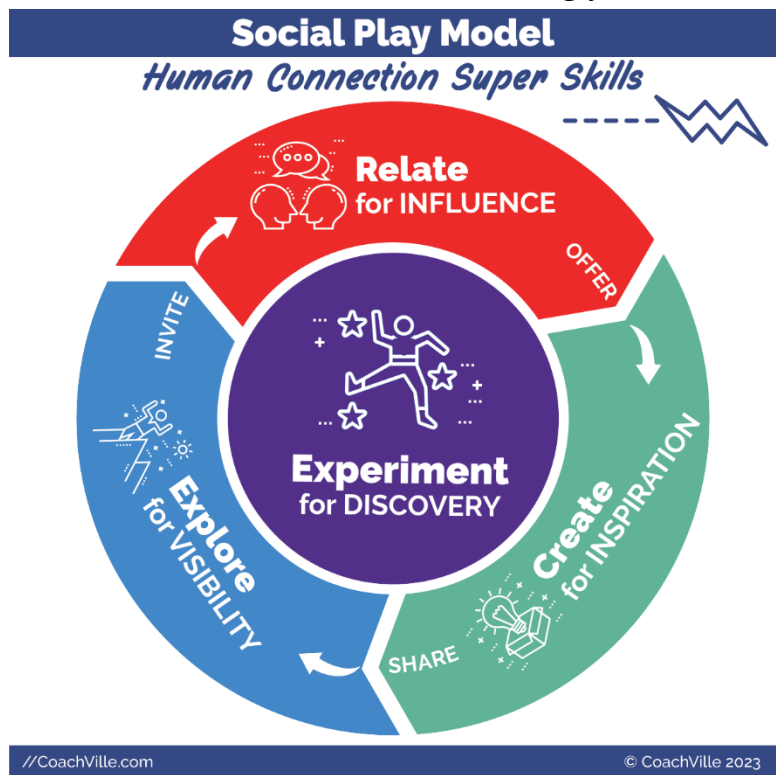 Social Play Model
Human Connection Super Skills
Relate
for INFLUENCE
OFFER
INVITE
Experiment
for DISCOVERY
Explore
for VISIBILITY
Create
for INSPIRATION
SHARE
//CoachVille.com
© CoachVille 2023